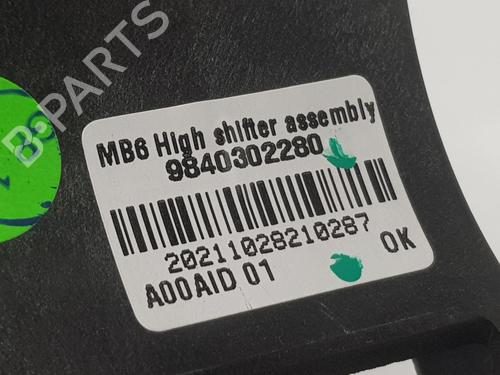 B-PARTS
MB6 High shifter assembly
9840302280
20211028210287
A00AID 01 OK